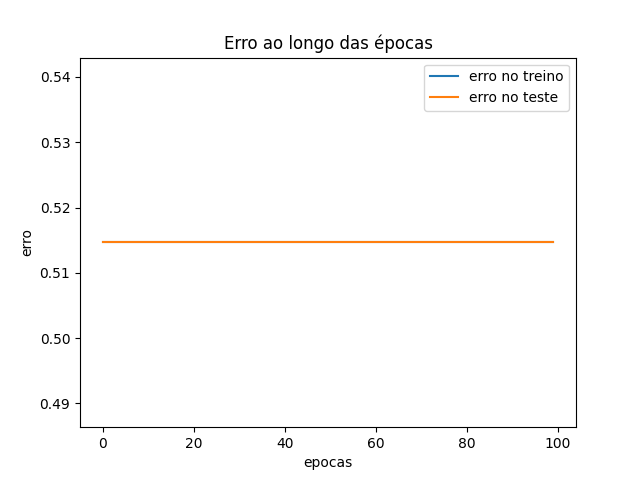 Erro ao longo das épocas
erro no treino
erro no teste
erro
0.54
0.53
0.52
0.51
0.50
0.49
0 20 40 60 80 100
epocas